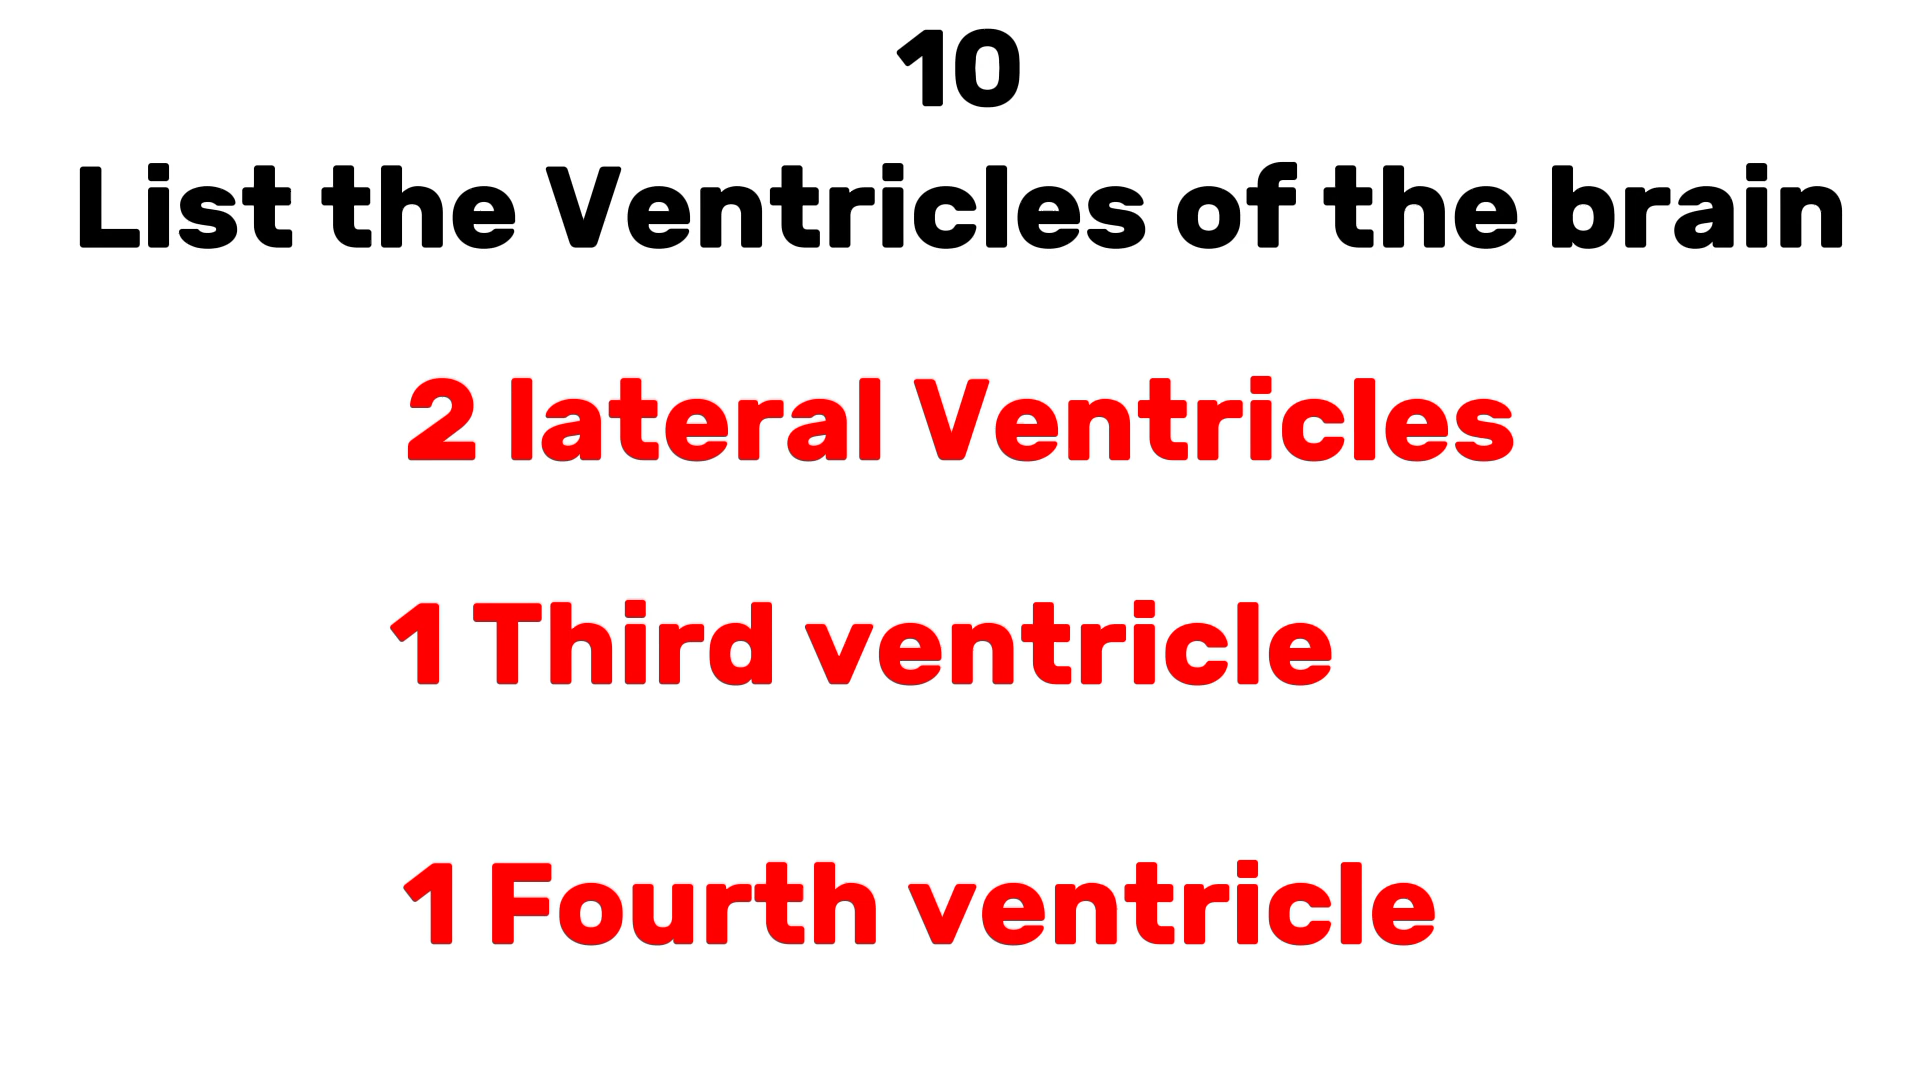 10
List the Ventricles of the brain
2 lateral Ventricles
1 Third ventricle
1 Fourth ventricle